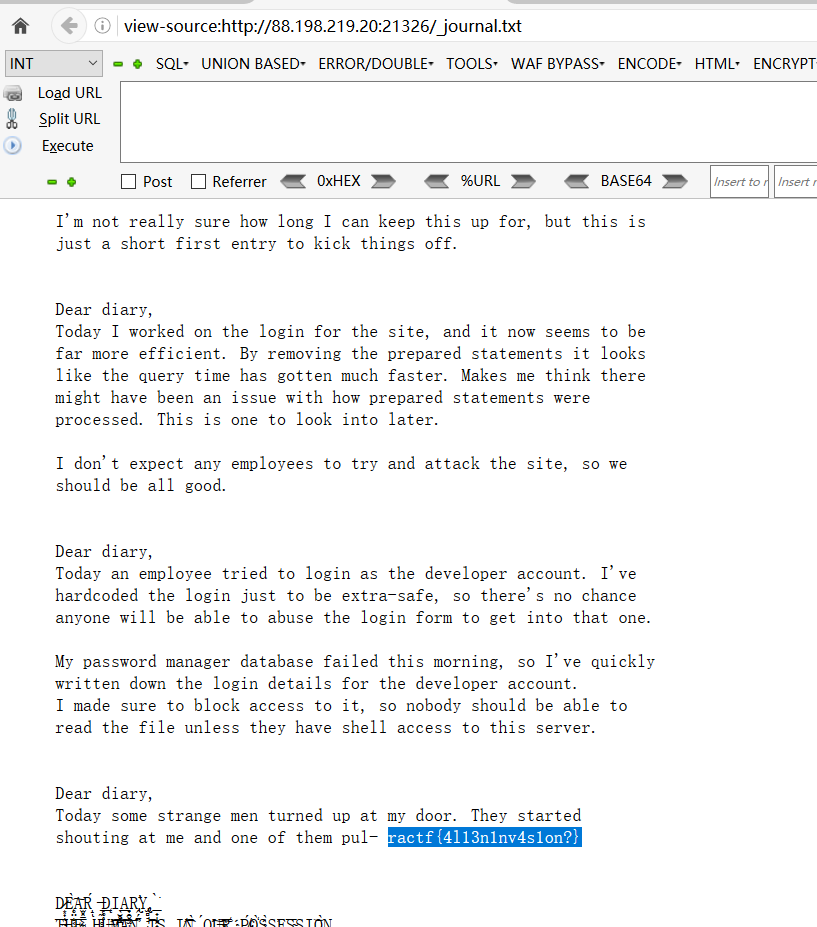 view-source:http://88.198.219.20:21326/_journal.txt
INT SQL UNION BASED ERROR/DOUBLE TOOLS WAF BYPASS ENCODE HTML ENCRYPT
Load URL
Split URL
Execute
Post Referrer 0xHEX %URL BASE64 Insert to r Insert r
I'm not really sure how long I can keep this up for, but this is
just a short first entry to kick things off.
Dear diary,
Today I worked on the login for the site, and it now seems to be
far more efficient. By removing the prepared statements it looks
like the query time has gotten much faster. Makes me think there
might have been an issue with how prepared statements were
processed. This is one to look into later.
I don't expect any employees to try and attack the site, so we
should be all good.
Dear diary,
Today an employee tried to login as the developer account. I've
hardcoded the login just to be extra-safe, so there's no chance
anyone will be able to abuse the login form to get into that one.
My password manager database failed this morning, so I've quickly
written down the login details for the developer account.
I made sure to block access to it, so nobody should be able to
read the file unless they have shell access to this server.
Dear diary,
Today some strange men turned up at my door. They started
shouting at me and one of them pul- ractf{4l13n1nv4s1on?}
DEAR DIARY,
THE HUMAN IS IN OUR POSSESSION